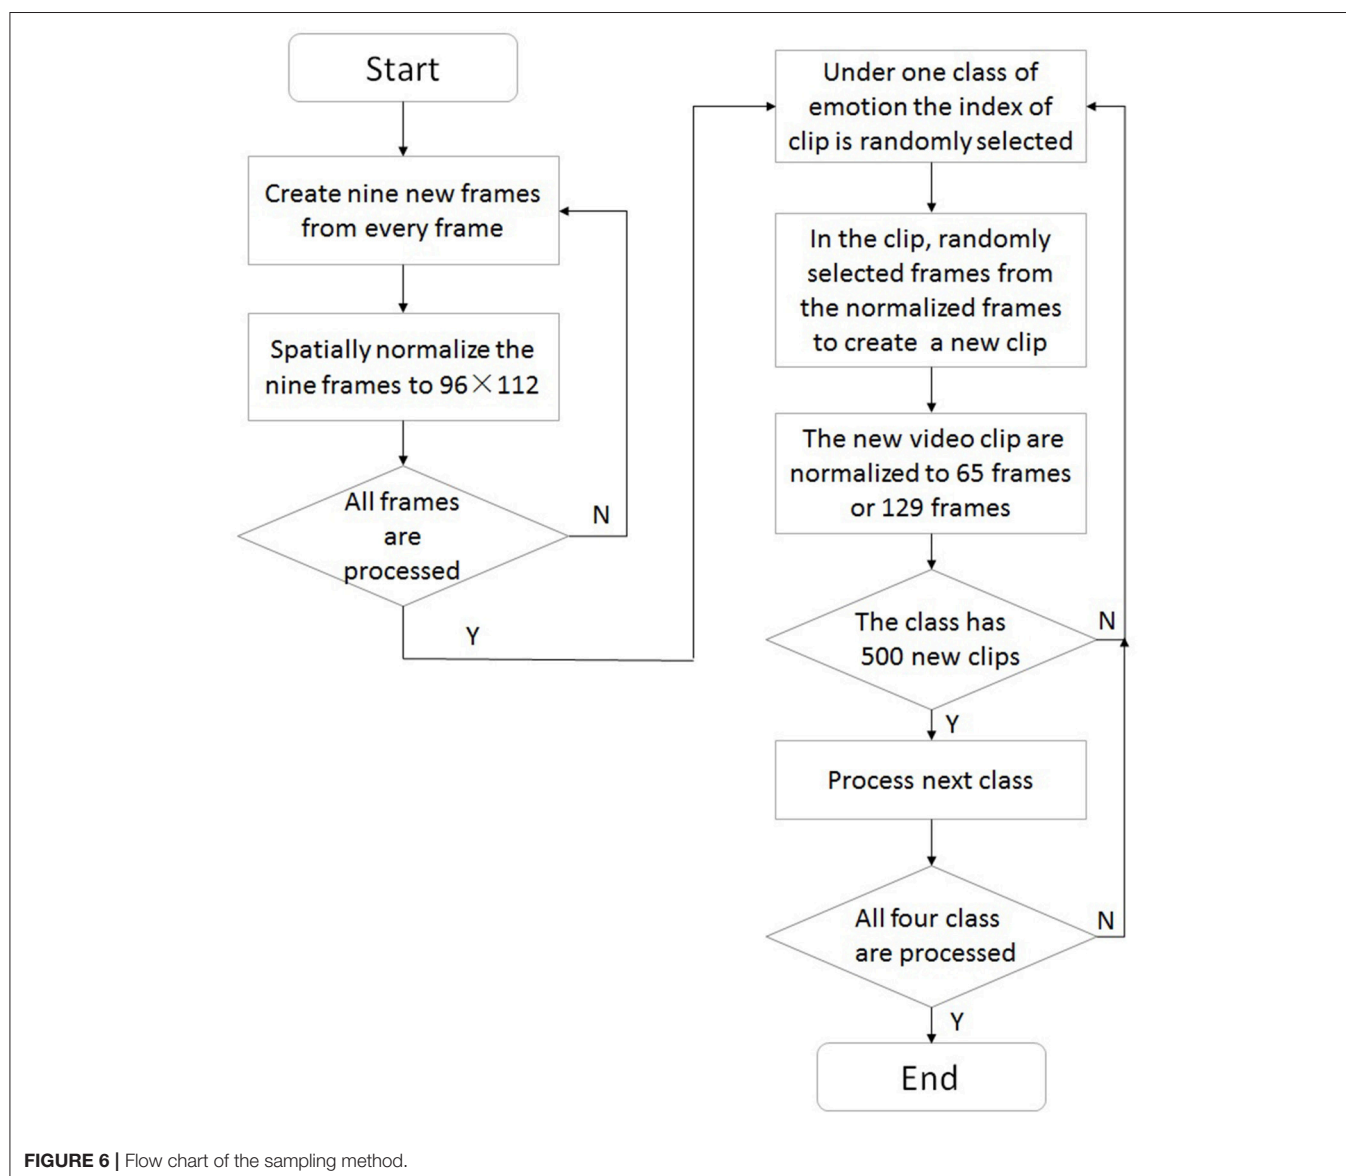 Start
Create nine new frames
from every frame
Spatially normalize the
nine frames to 96×112
All frames
are
processed
N
Y
Under one class of
emotion the index of
clip is randomly selected
In the clip, randomly
selected frames from
the normalized frames
to create a new clip
The new video clip are
normalized to 65 frames
or 129 frames
The class has
500 new clips
N
Y
Process next class
All four class
are processed
N
Y
End
FIGURE 6 | Flow chart of the sampling method.